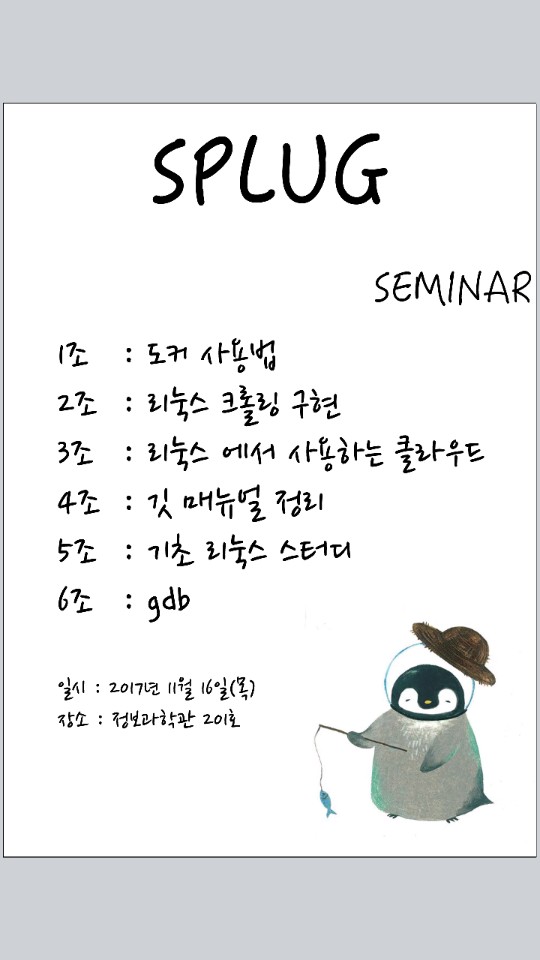 SPLUG
SEMINAR
1조 : 도커 사용법
2조 : 리눅스 크롤링 구현
3조 : 리눅스 에서 사용하는 클라우드
4조 : 깃 매뉴얼 정리
5조 : 기초 리눅스 스터디
6조 : gdb
일시 : 2017년 11월 16일(목)
장소 : 정보과학관 201호